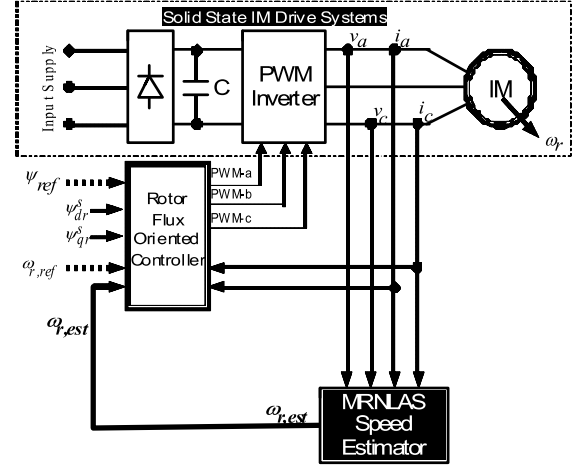 Solid State IM Drive Systems
Input Supply
C
PWM
Inverter
v_a
i_a
v_c
i_c
IM
ω_r
ψ_ref
ψ^s_dr
ψ^s_qr
ω_r,ref
Rotor
Flux
Oriented
Controller
PWM-a
PWM-b
PWM-c
ω_r,est
ω_r,est
MRNLAS
Speed
Estimator